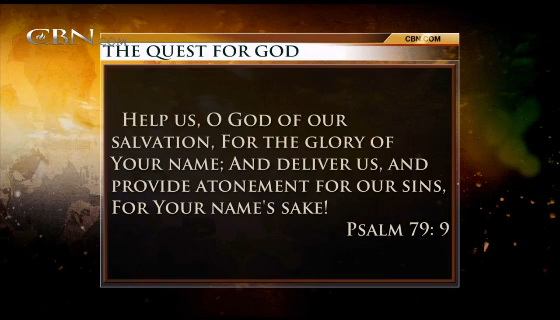 CBN.COM
CBN.COM
THE QUEST FOR GOD
HELP US, O GOD OF OUR
SALVATION, FOR THE GLORY OF
YOUR NAME; AND DELIVER US, AND
PROVIDE ATONEMENT FOR OUR SINS,
FOR YOUR NAME'S SAKE!
PSALM 79: 9